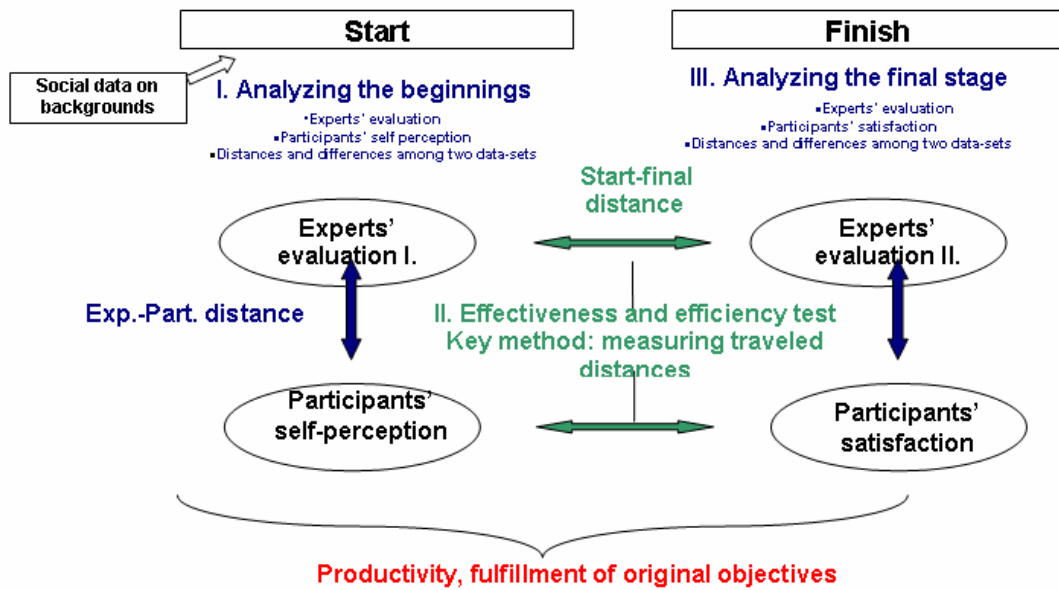 Start
Finish
Social data on
backgrounds
I. Analyzing the beginnings
•Experts' evaluation
▪Participants' self perception
▪Distances and differences among two data-sets
III. Analyzing the final stage
▪Experts' evaluation
▪Participants' satisfaction
▪Distances and differences among two data-sets
Start-final
distance
Experts'
evaluation I.
Experts'
evaluation II.
Exp.-Part. distance
II. Effectiveness and efficiency test
Key method: measuring traveled
distances
Participants'
self-perception
Participants'
satisfaction
Productivity, fulfillment of original objectives